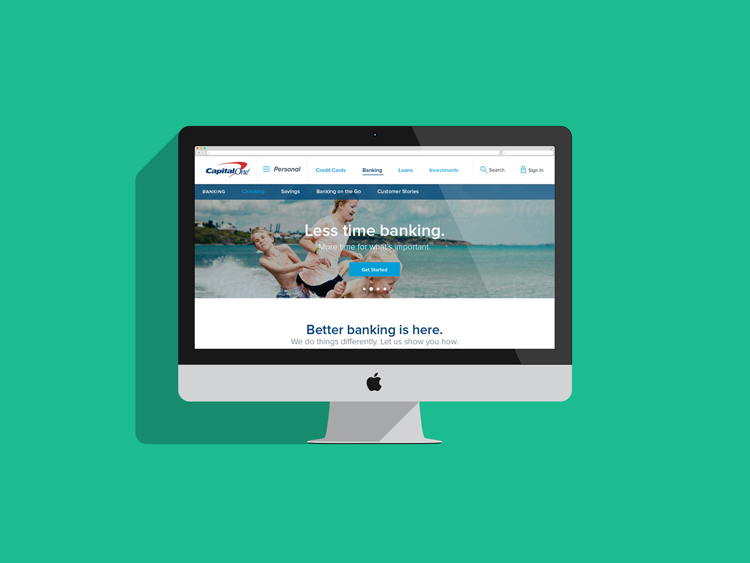 Capital One
Personal
Credit Cards
Banking
Loans
Investments
Search
Sign In
BANKING
Checking
Savings
Banking on the Go
Customer Stories
Less time banking.
More time for what's important.
Get Started
Better banking is here.
We do things differently. Let us show you how.